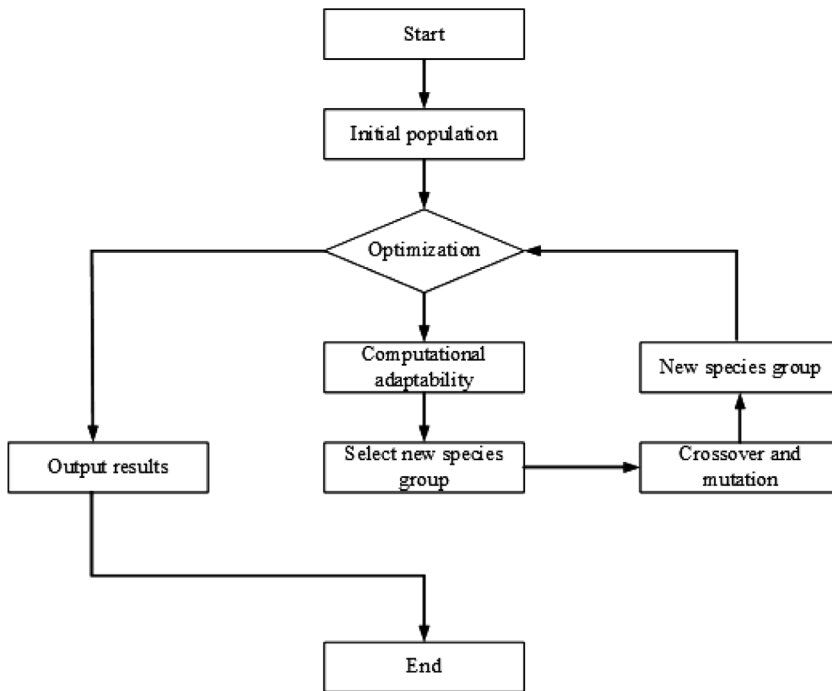 Start
Initial population
Optimization
Computational
adaptability
New species group
Output results
Select new species
group
Crossover and
mutation
End